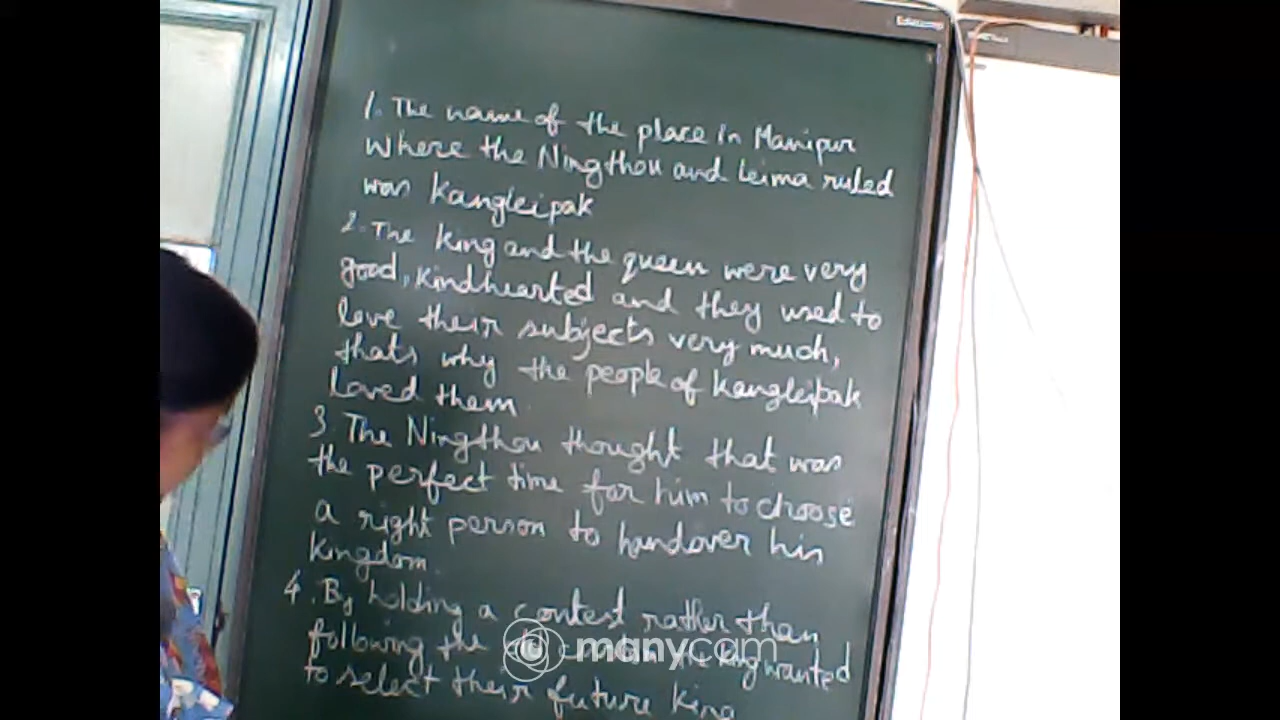 1. The name of the place in Manipur
where the Ningthou and Leima ruled
was Kangleipak
2. The king and the queen were very
good, kindhearted and they used to
love their subjects very much,
thats why the people of Kangleipak
Loved them.
3 The Ningthou thought that was
the perfect time for him to choose
a right person to handover his
kingdom.
4. By holding a contest rather than
following the the king wanted
to select their future king
manycam